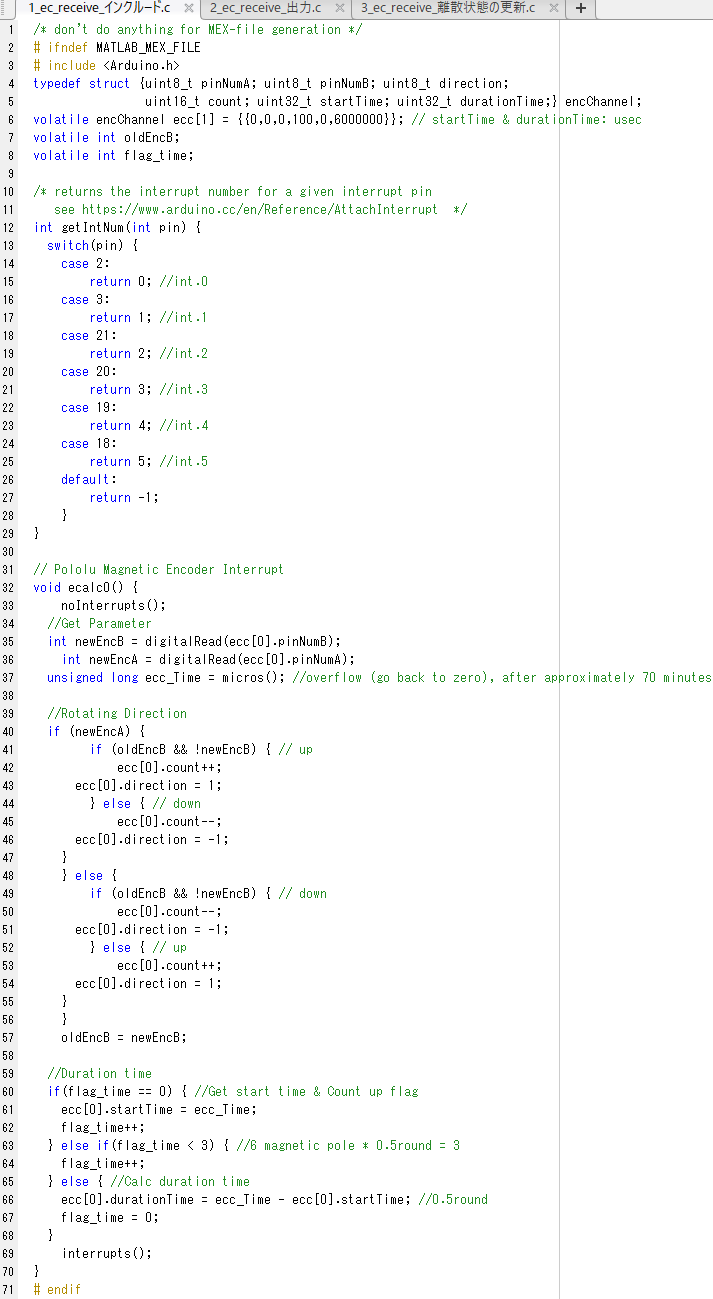 1_ec_receive_インクルード.c × 2_ec_receive_出力.c × 3_ec_receive_離散状態の更新.c × +
1 /* don't do anything for MEX-file generation */
2 # ifndef MATLAB_MEX_FILE
3 # include <Arduino.h>
4 typedef struct {uint8_t pinNumA; uint8_t pinNumB; uint8_t direction;
5 uint16_t count; uint32_t startTime; uint32_t durationTime;} encChannel;
6 volatile encChannel ecc[1] = {{0,0,0,100,0,6000000}}; // startTime & durationTime: usec
7 volatile int oldEncB;
8 volatile int flag_time;
9
10 /* returns the interrupt number for a given interrupt pin
11 see https://www.arduino.cc/en/Reference/AttachInterrupt */
12 int getIntNum(int pin) {
13 switch(pin) {
14 case 2:
15 return 0; //int.0
16 case 3:
17 return 1; //int.1
18 case 21:
19 return 2; //int.2
20 case 20:
21 return 3; //int.3
22 case 19:
23 return 4; //int.4
24 case 18:
25 return 5; //int.5
26 default:
27 return -1;
28 }
29 }
30
31 // Pololu Magnetic Encoder Interrupt
32 void ecalc0() {
33 noInterrupts();
34 //Get Parameter
35 int newEncB = digitalRead(ecc[0].pinNumB);
36 int newEncA = digitalRead(ecc[0].pinNumA);
37 unsigned long ecc_Time = micros(); //overflow (go back to zero), after approximately 70 minutes
38
39 //Rotating Direction
40 if (newEncA) {
41 if (oldEncB && !newEncB) { // up
42 ecc[0].count++;
43 ecc[0].direction = 1;
44 } else { // down
45 ecc[0].count--;
46 ecc[0].direction = -1;
47 }
48 } else {
49 if (oldEncB && !newEncB) { // down
50 ecc[0].count--;
51 ecc[0].direction = -1;
52 } else { // up
53 ecc[0].count++;
54 ecc[0].direction = 1;
55 }
56 }
57 oldEncB = newEncB;
58
59 //Duration time
60 if(flag_time == 0) { //Get start time & Count up flag
61 ecc[0].startTime = ecc_Time;
62 flag_time++;
63 } else if(flag_time < 3) { //6 magnetic pole * 0.5round = 3
64 flag_time++;
65 } else { //Calc duration time
66 ecc[0].durationTime = ecc_Time - ecc[0].startTime; //0.5round
67 flag_time = 0;
68 }
69 interrupts();
70 }
71 # endif